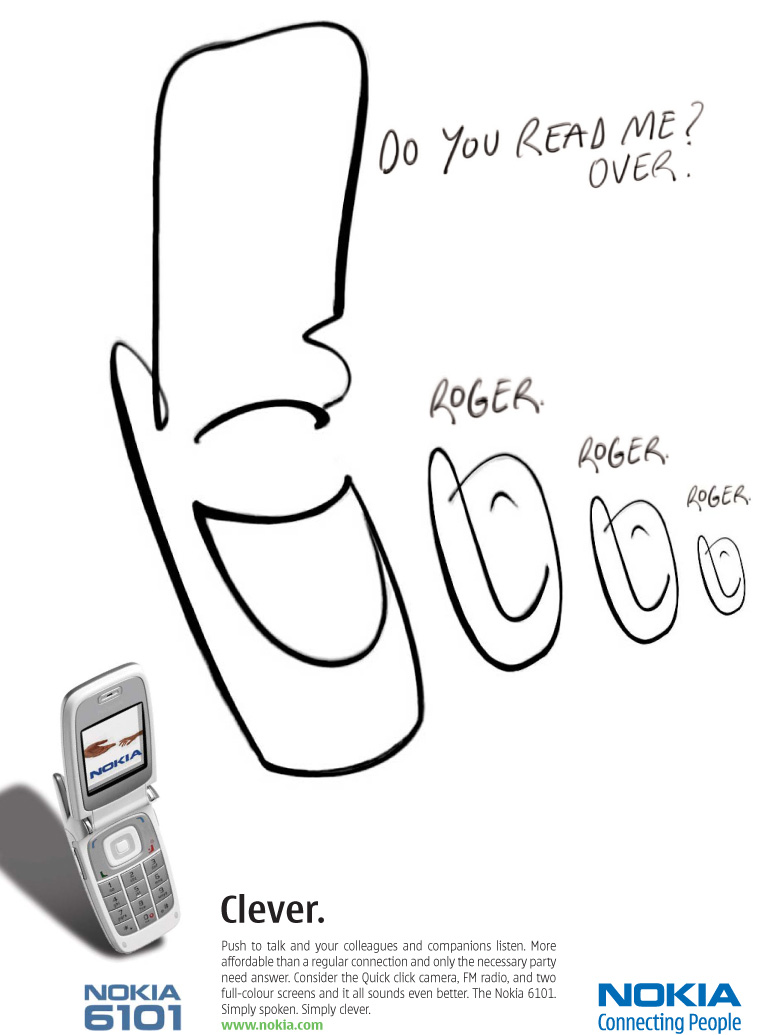 DO YOU READ ME?
OVER.
ROGER.
ROGER.
ROGER.
NOKIA
Clever.
Push to talk and your colleagues and companions listen. More
affordable than a regular connection and only the necessary party
need answer. Consider the Quick click camera, FM radio, and two
full-colour screens and it all sounds even better. The Nokia 6101.
Simply spoken. Simply clever.
www.nokia.com
NOKIA
6101
NOKIA
Connecting People